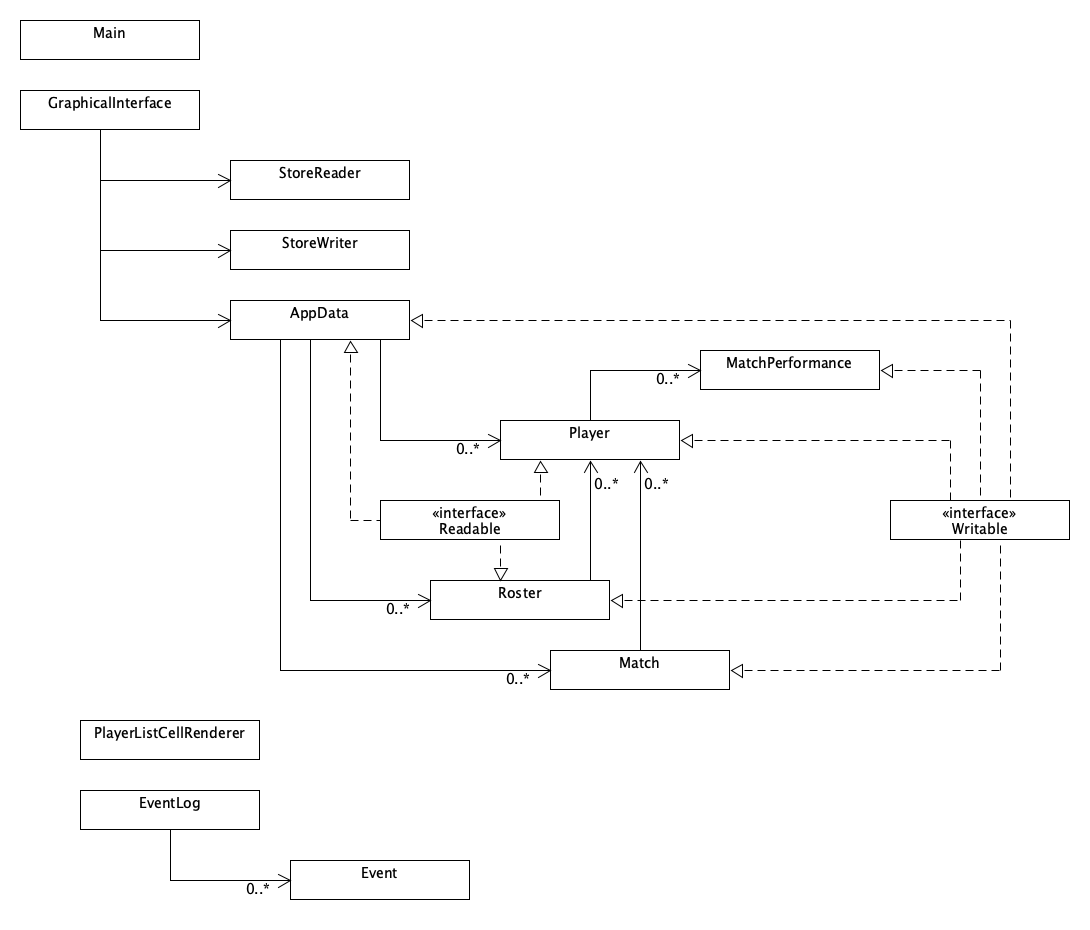 Main
GraphicalInterface
StoreReader
StoreWriter
AppData
MatchPerformance
0..*
Player
0..*
0..*
0..*
«interface»
Readable
«interface»
Writable
Roster
0..*
Match
0..*
PlayerListCellRenderer
EventLog
Event
0..*